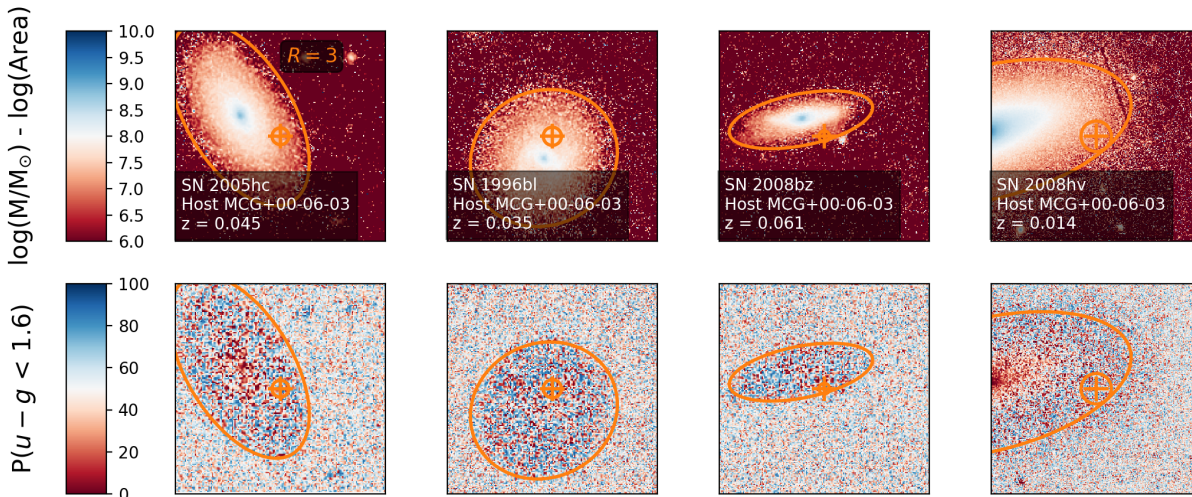 log(M/M⊙) - log(Area)
10.0
9.5
9.0
8.5
8.0
7.5
7.0
6.5
6.0
R = 3
SN 2005hc
Host MCG+00-06-03
z = 0.045
SN 1996bl
Host MCG+00-06-03
z = 0.035
SN 2008bz
Host MCG+00-06-03
z = 0.061
SN 2008hv
Host MCG+00-06-03
z = 0.014
P(u − g < 1.6)
100
80
60
40
20
0